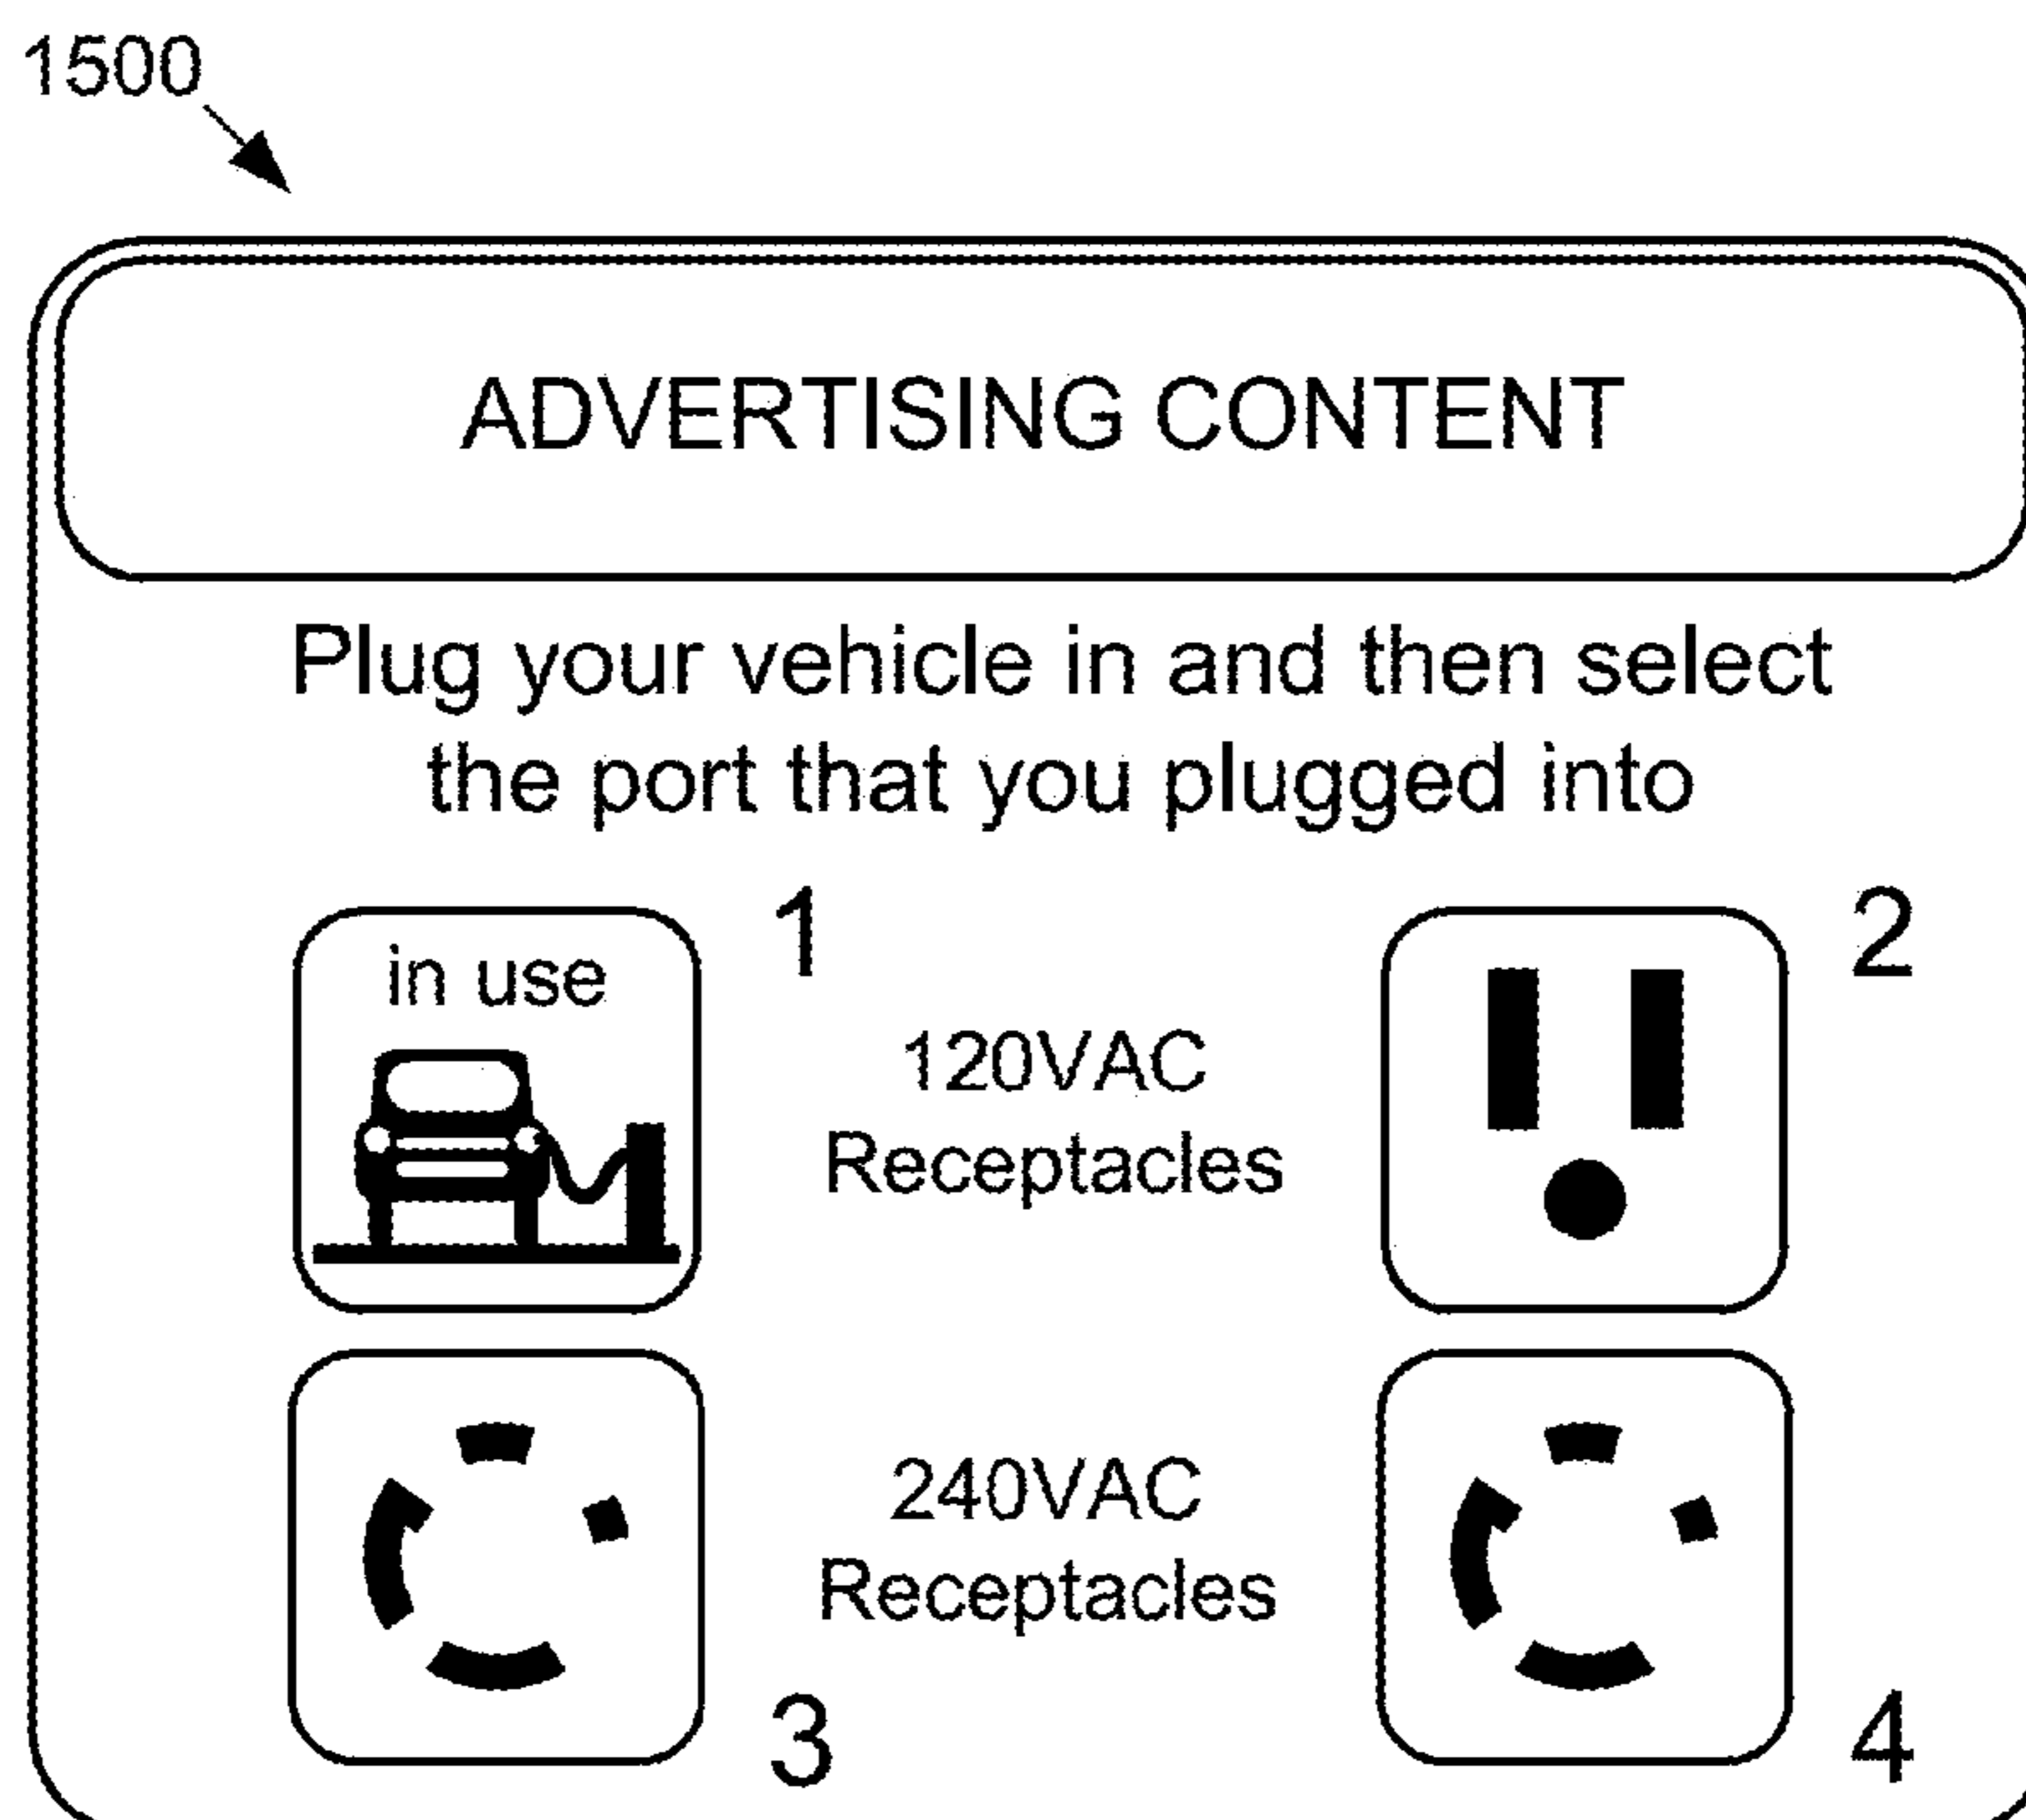 1500
ADVERTISING CONTENT
Plug your vehicle in and then select
the port that you plugged into
in use
1
2
120VAC
Receptacles
240VAC
Receptacles
3
4